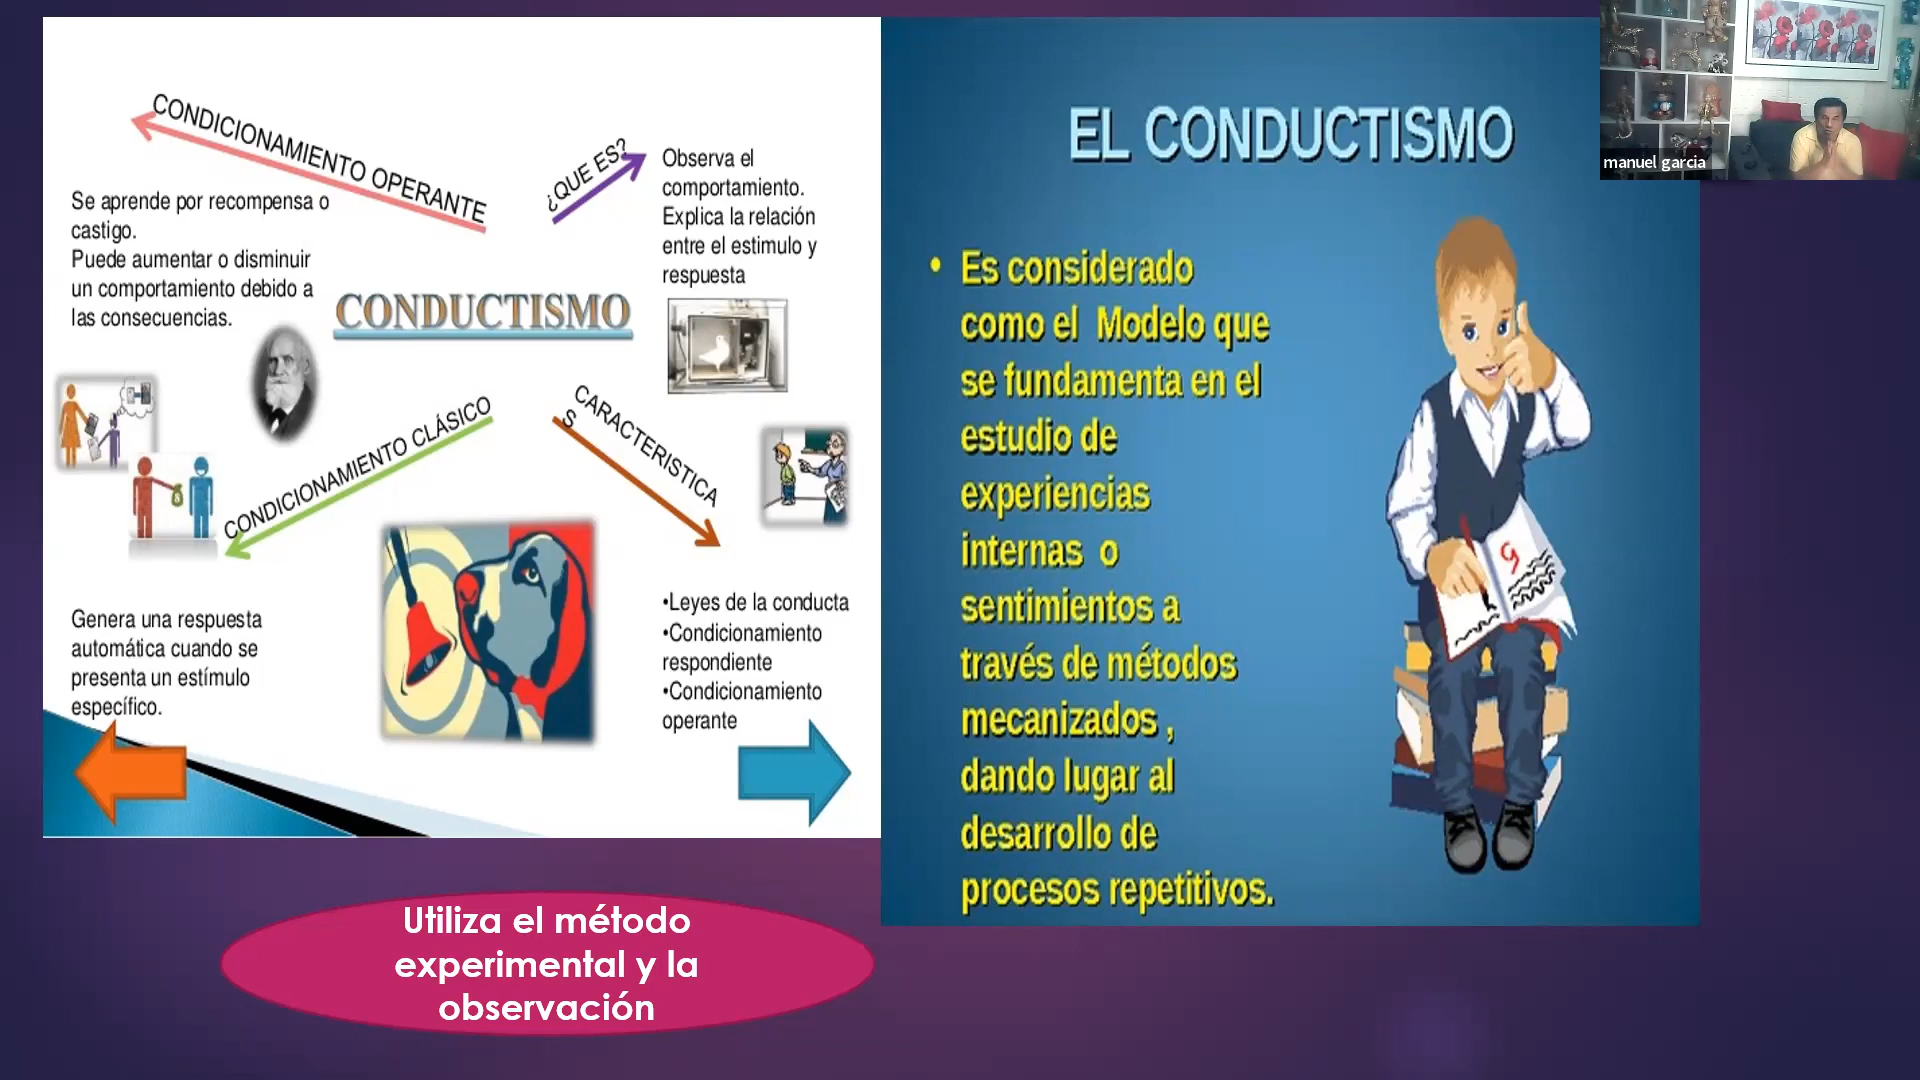 CONDICIONAMIENTO OPERANTE
Se aprende por recompensa o
castigo.
Puede aumentar o disminuir
un comportamiento debido a
las consecuencias.
¿QUE ES?
Observa el
comportamiento.
Explica la relación
entre el estimulo y
respuesta
CONDUCTISMO
CONDICIONAMIENTO CLÁSICO
Genera una respuesta
automática cuando se
presenta un estímulo
específico.
CARACTERISTICA
S
•Leyes de la conducta
•Condicionamiento
respondiente
•Condicionamiento
operante
Utiliza el método
experimental y la
observación
EL CONDUCTISMO
• Es considerado
como el Modelo que
se fundamenta en el
estudio de
experiencias
internas o
sentimientos a
través de métodos
mecanizados ,
dando lugar al
desarrollo de
procesos repetitivos.
manuel garcia